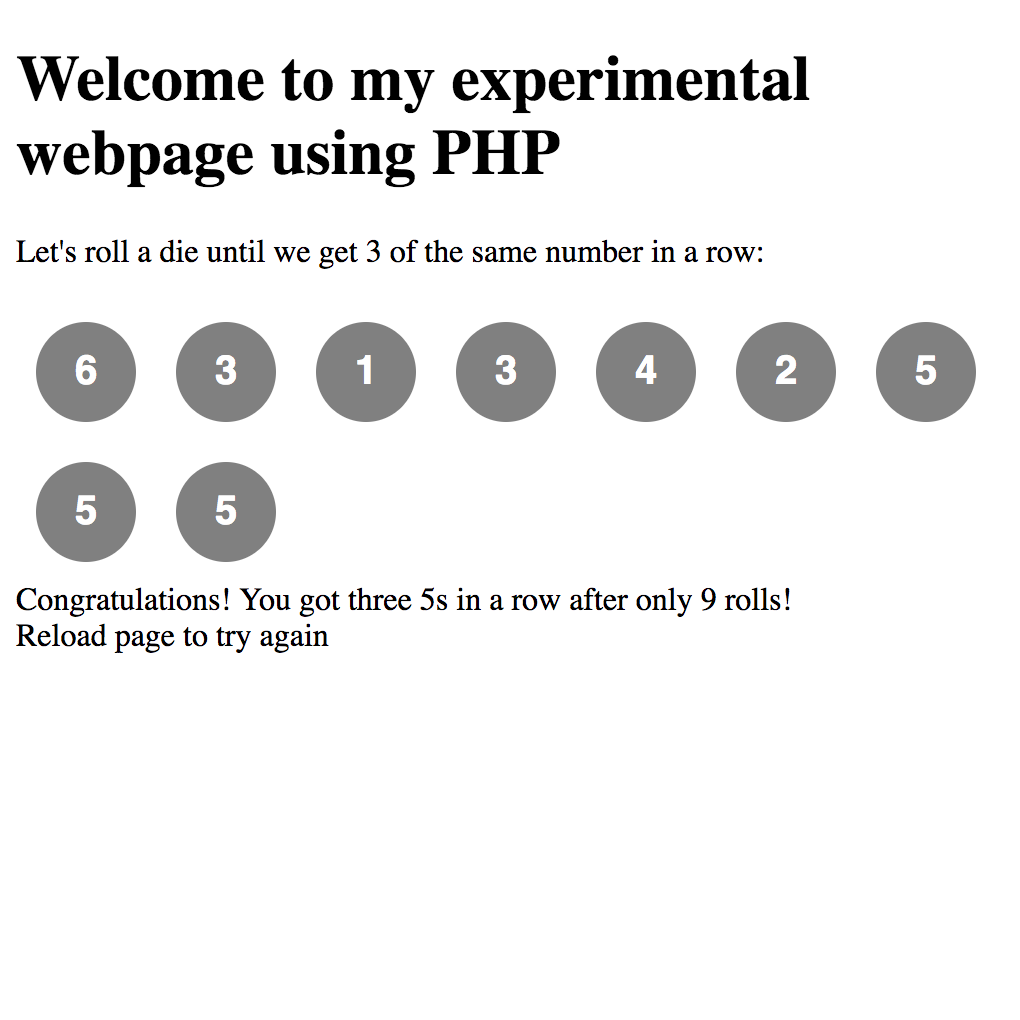 Welcome to my experimental
webpage using PHP
Let's roll a die until we get 3 of the same number in a row:
6 3 1 3 4 2 5
5 5
Congratulations! You got three 5s in a row after only 9 rolls!
Reload page to try again